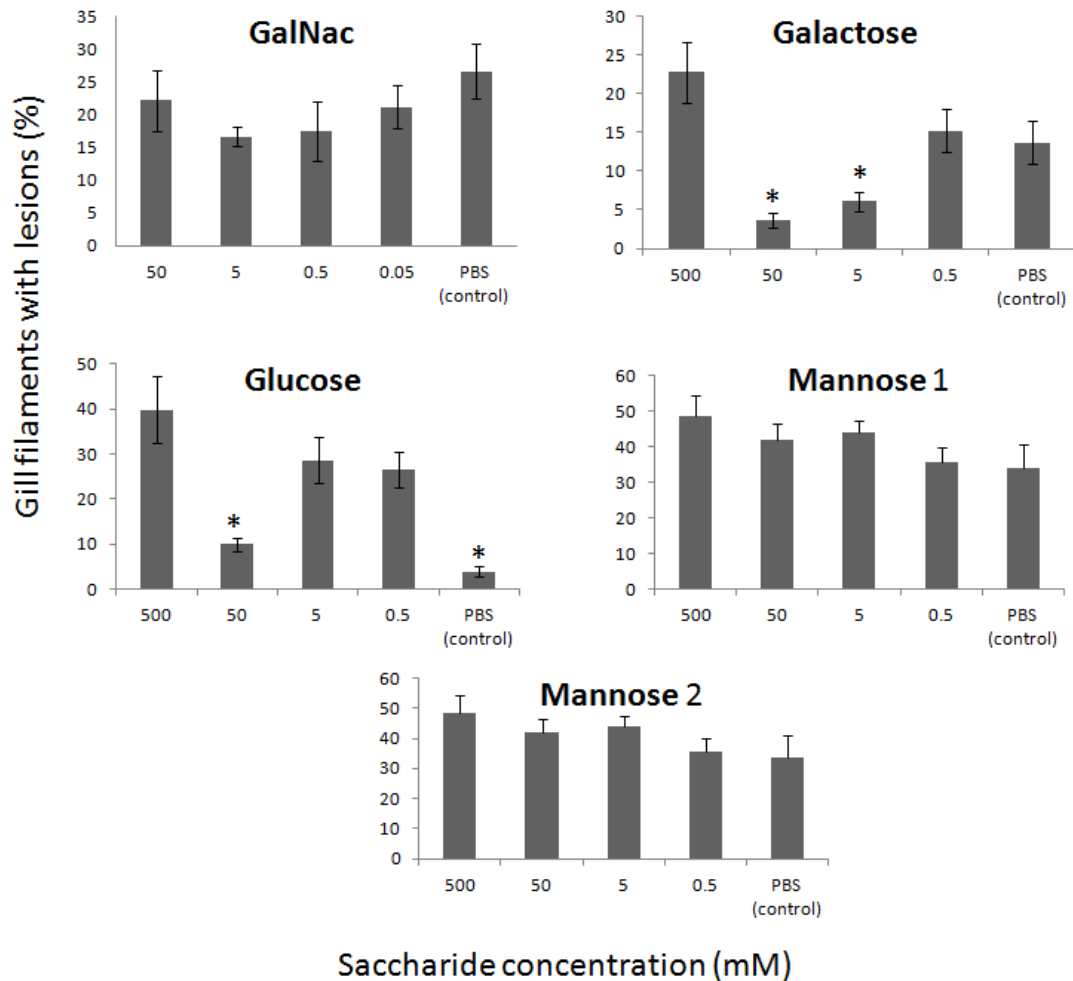 Gill filaments with lesions (%)
GalNac
35
30
25
20
15
10
5
0
50 5 0.5 0.05 PBS
(control)
Galactose
30
25
20
15
10
5
0
*
*
500 50 5 0.5 PBS
(control)
Glucose
50
40
30
20
10
0
*
*
500 50 5 0.5 PBS
(control)
Mannose 1
60
50
40
30
20
10
0
500 50 5 0.5 PBS
(control)
Mannose 2
60
50
40
30
20
10
0
500 50 5 0.5 PBS
(control)
Saccharide concentration (mM)